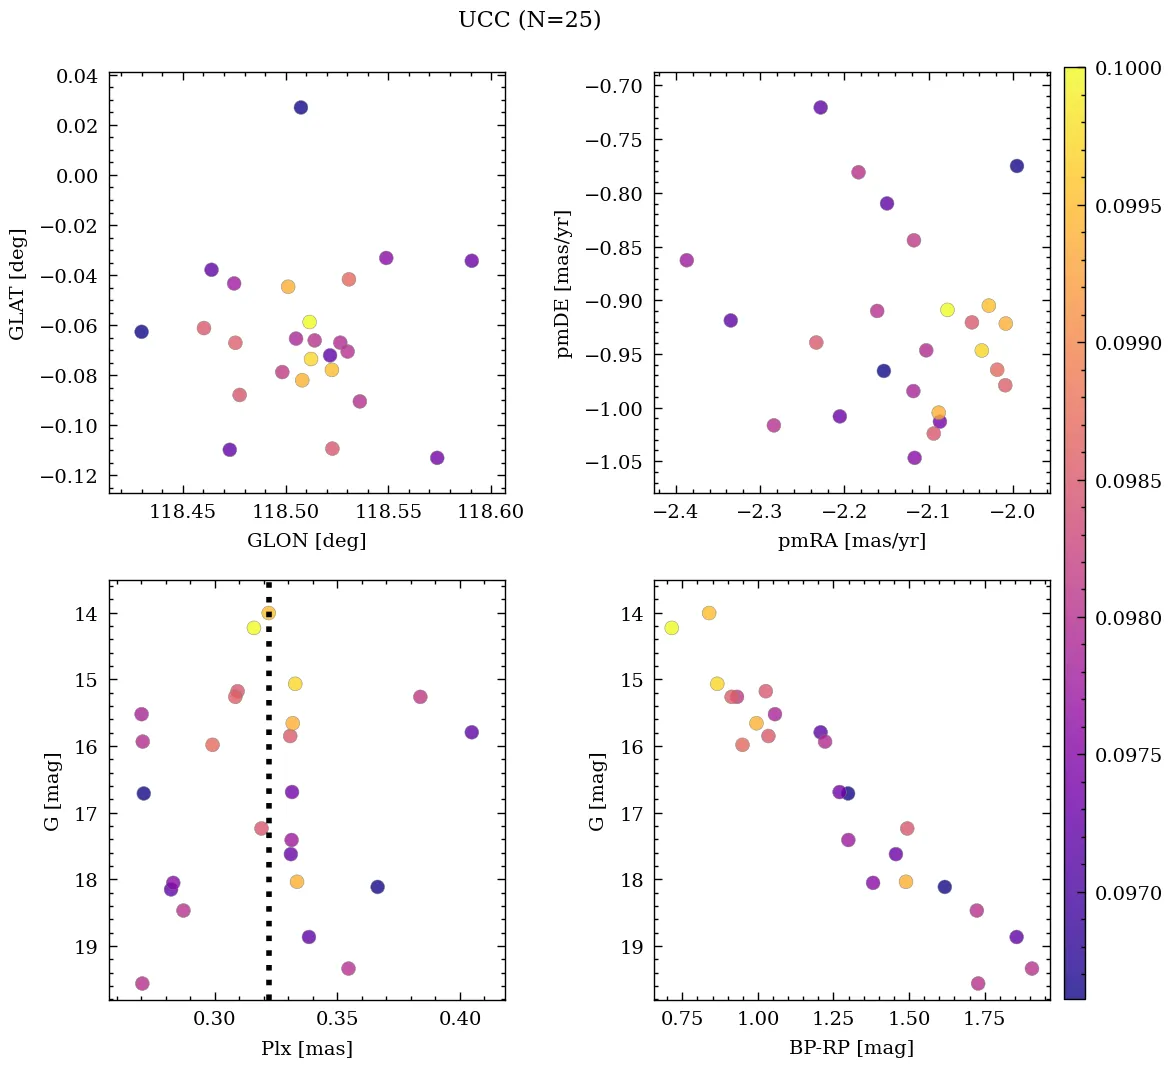 UCC (N=25)
0.04
0.02
0.00
−0.02
−0.04
−0.06
−0.08
−0.10
−0.12
GLAT [deg]
118.45 118.50 118.55 118.60
GLON [deg]
−0.70
−0.75
−0.80
−0.85
−0.90
−0.95
−1.00
−1.05
pmDE [mas/yr]
−2.4 −2.3 −2.2 −2.1 −2.0
pmRA [mas/yr]
14
15
16
17
18
19
G [mag]
0.30 0.35 0.40
Plx [mas]
14
15
16
17
18
19
G [mag]
0.75 1.00 1.25 1.50 1.75
BP-RP [mag]
0.1000
0.0995
0.0990
0.0985
0.0980
0.0975
0.0970